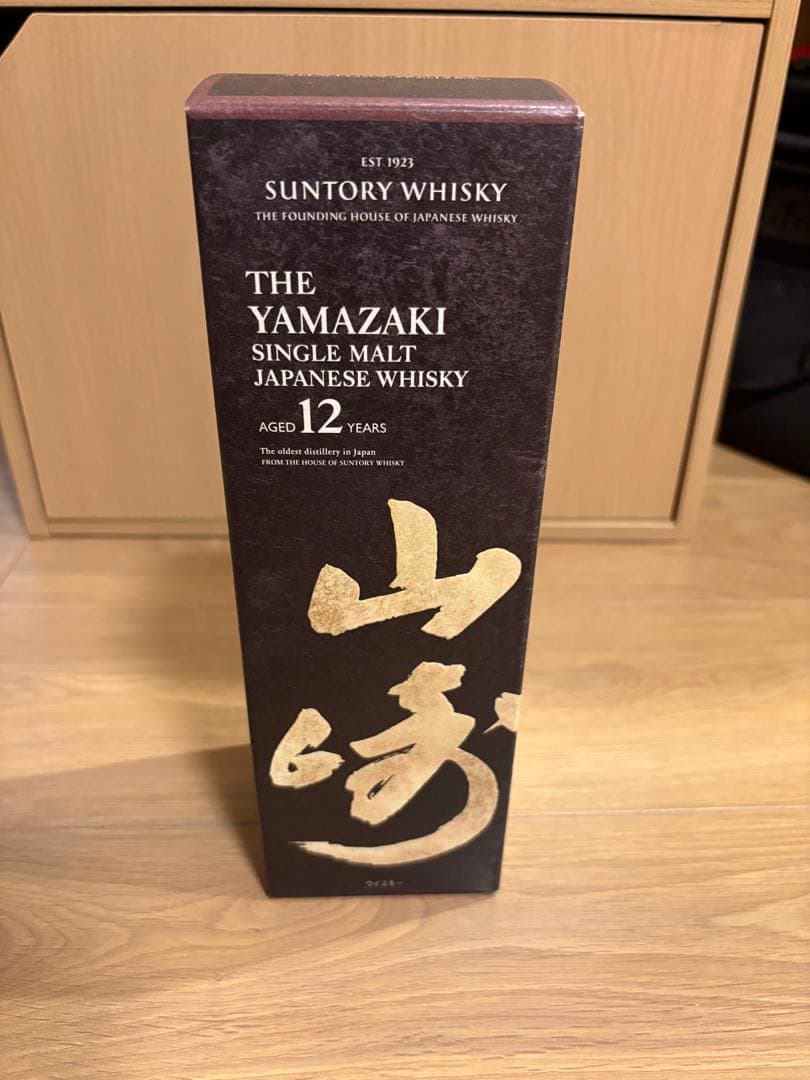 EST 1923
SUNTORY WHISKY
THE FOUNDING HOUSE OF JAPANESE WHISKY
THE
YAMAZAKI
SINGLE MALT
JAPANESE WHISKY
AGED 12 YEARS
The oldest distillery in Japan
FROM THE HOUSE OF SUNTORY WHISKY
山
崎
ウイスキー